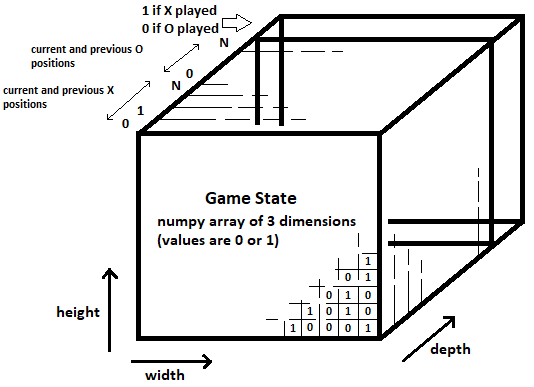 1 if X played
0 if O played
N
current and previous O
positions
0
current and previous X
positions
N
1
0
Game State
numpy array of 3 dimensions
(values are 0 or 1)
1
0 1
0 1 0
1 0 1 0
1 0 0 0 0 1
height
width
depth